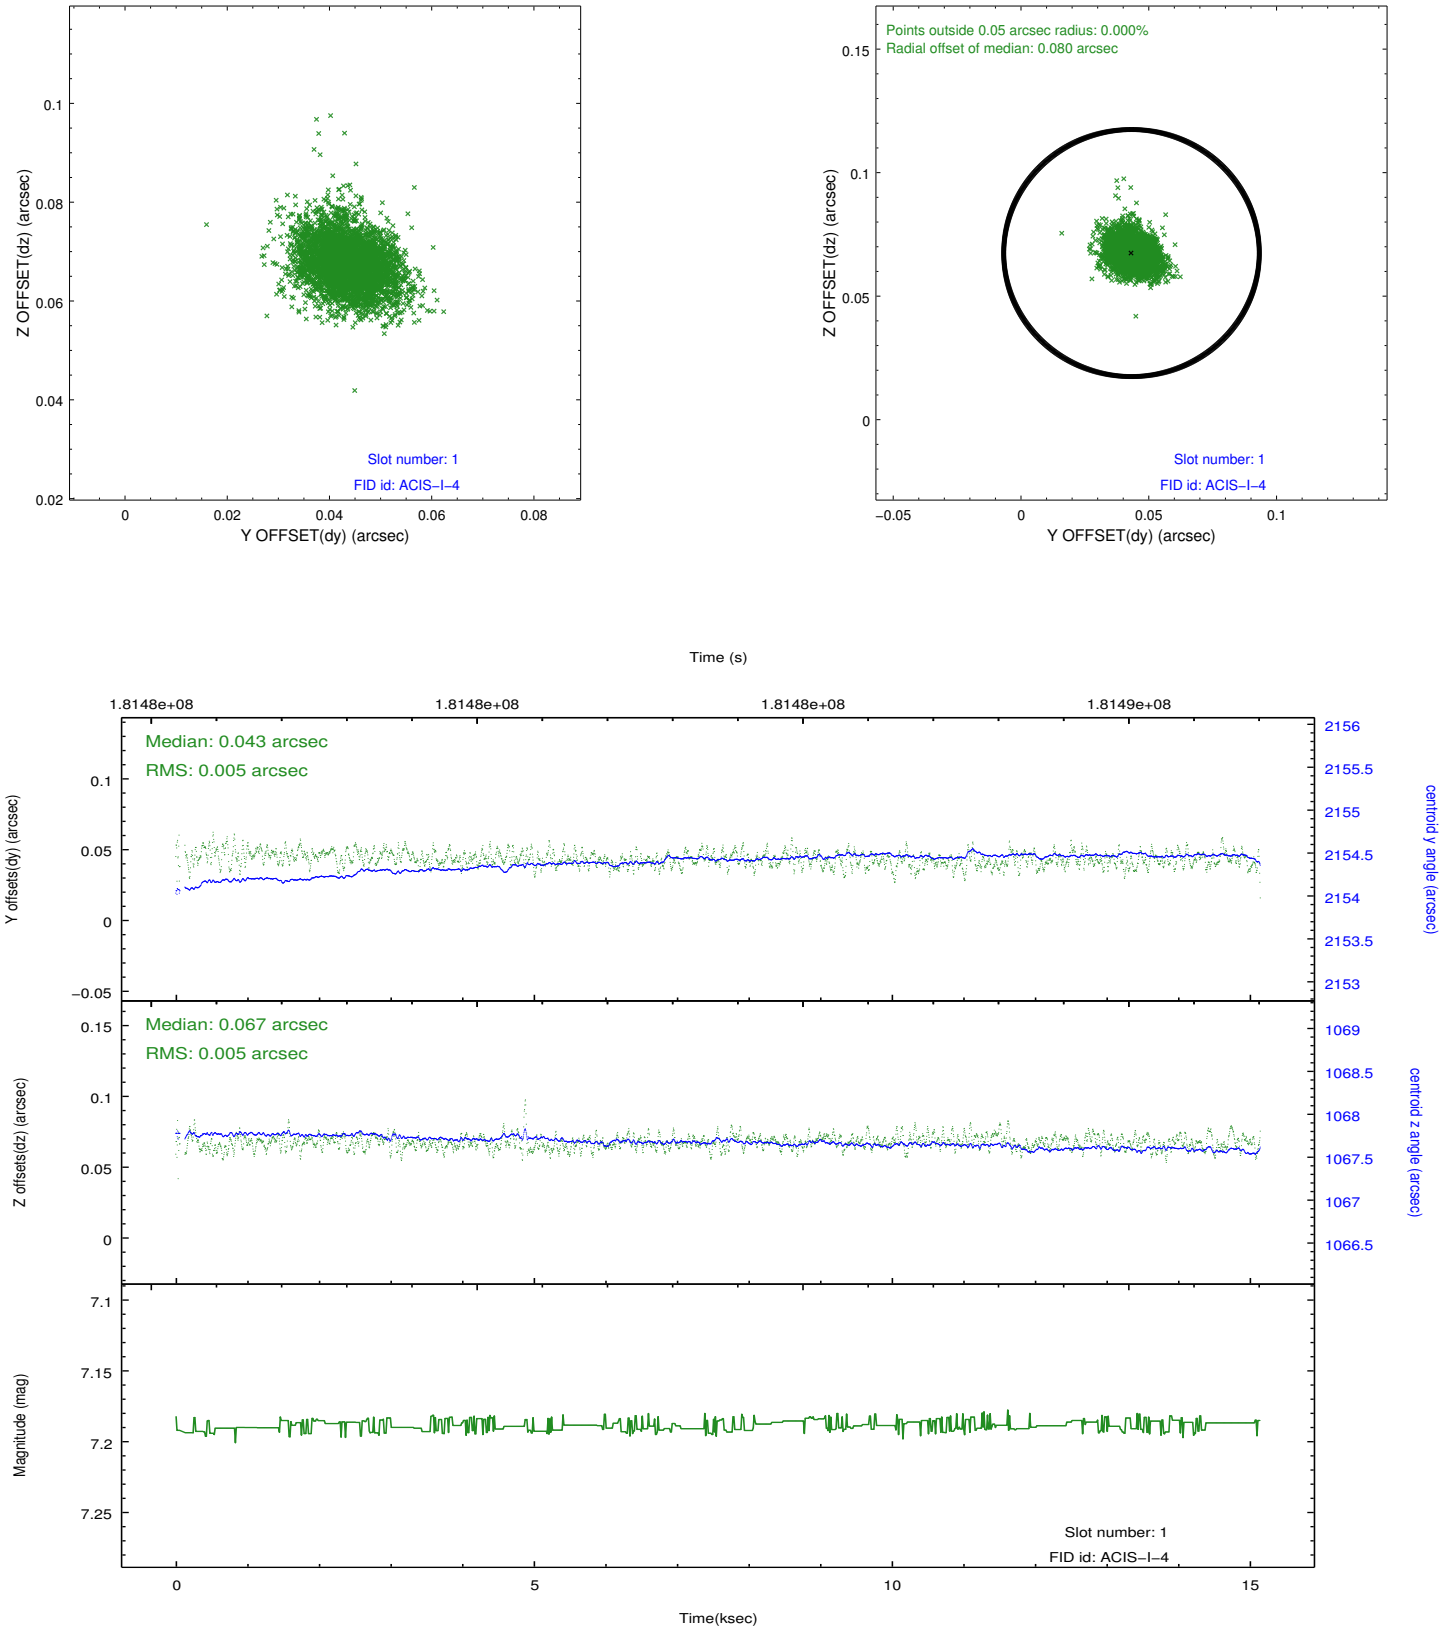 0.1
0.08
0.06
0.04
0.02
Z OFFSET(dz) (arcsec)
Slot number: 1
FID id: ACIS−I−4
0 0.02 0.04 0.06 0.08
Y OFFSET(dy) (arcsec)
Points outside 0.05 arcsec radius: 0.000%
Radial offset of median: 0.080 arcsec
0.15
0.1
0.05
0
Z OFFSET(dz) (arcsec)
Slot number: 1
FID id: ACIS−I−4
−0.05 0 0.05 0.1
Y OFFSET(dy) (arcsec)
Time (s)
1.8148e+08 1.8148e+08 1.8148e+08 1.8149e+08
Median: 0.043 arcsec
RMS: 0.005 arcsec
0.1
0.05
0
−0.05
Y offsets(dy) (arcsec)
2156
2155.5
2155
2154.5
2154
2153.5
2153
centroid y angle (arcsec)
Median: 0.067 arcsec
RMS: 0.005 arcsec
0.15
0.1
0.05
0
Z offsets(dz) (arcsec)
1069
1068.5
1068
1067.5
1067
1066.5
centroid z angle (arcsec)
7.1
7.15
7.2
7.25
Magnitude (mag)
Slot number: 1
FID id: ACIS−I−4
0 5 10 15
Time(ksec)